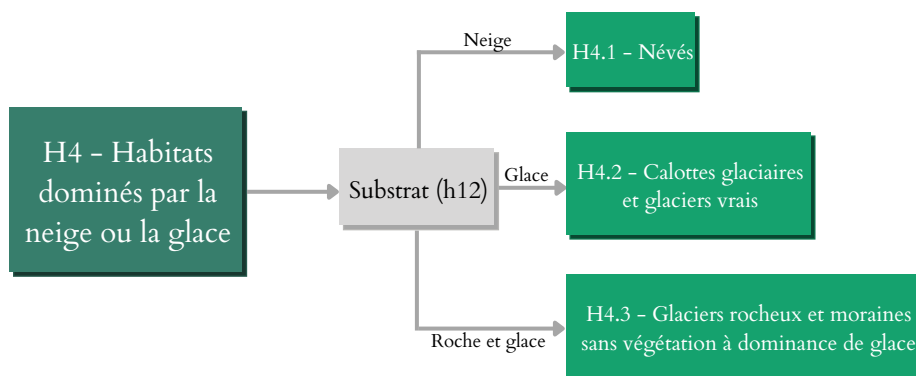 H4 - Habitats
dominés par la
neige ou la glace
Substrat (h12)
Neige
H4.1 - Névés
Glace
H4.2 - Calottes glaciaires
et glaciers vrais
Roche et glace
H4.3 - Glaciers rocheux et moraines
sans végétation à dominance de glace